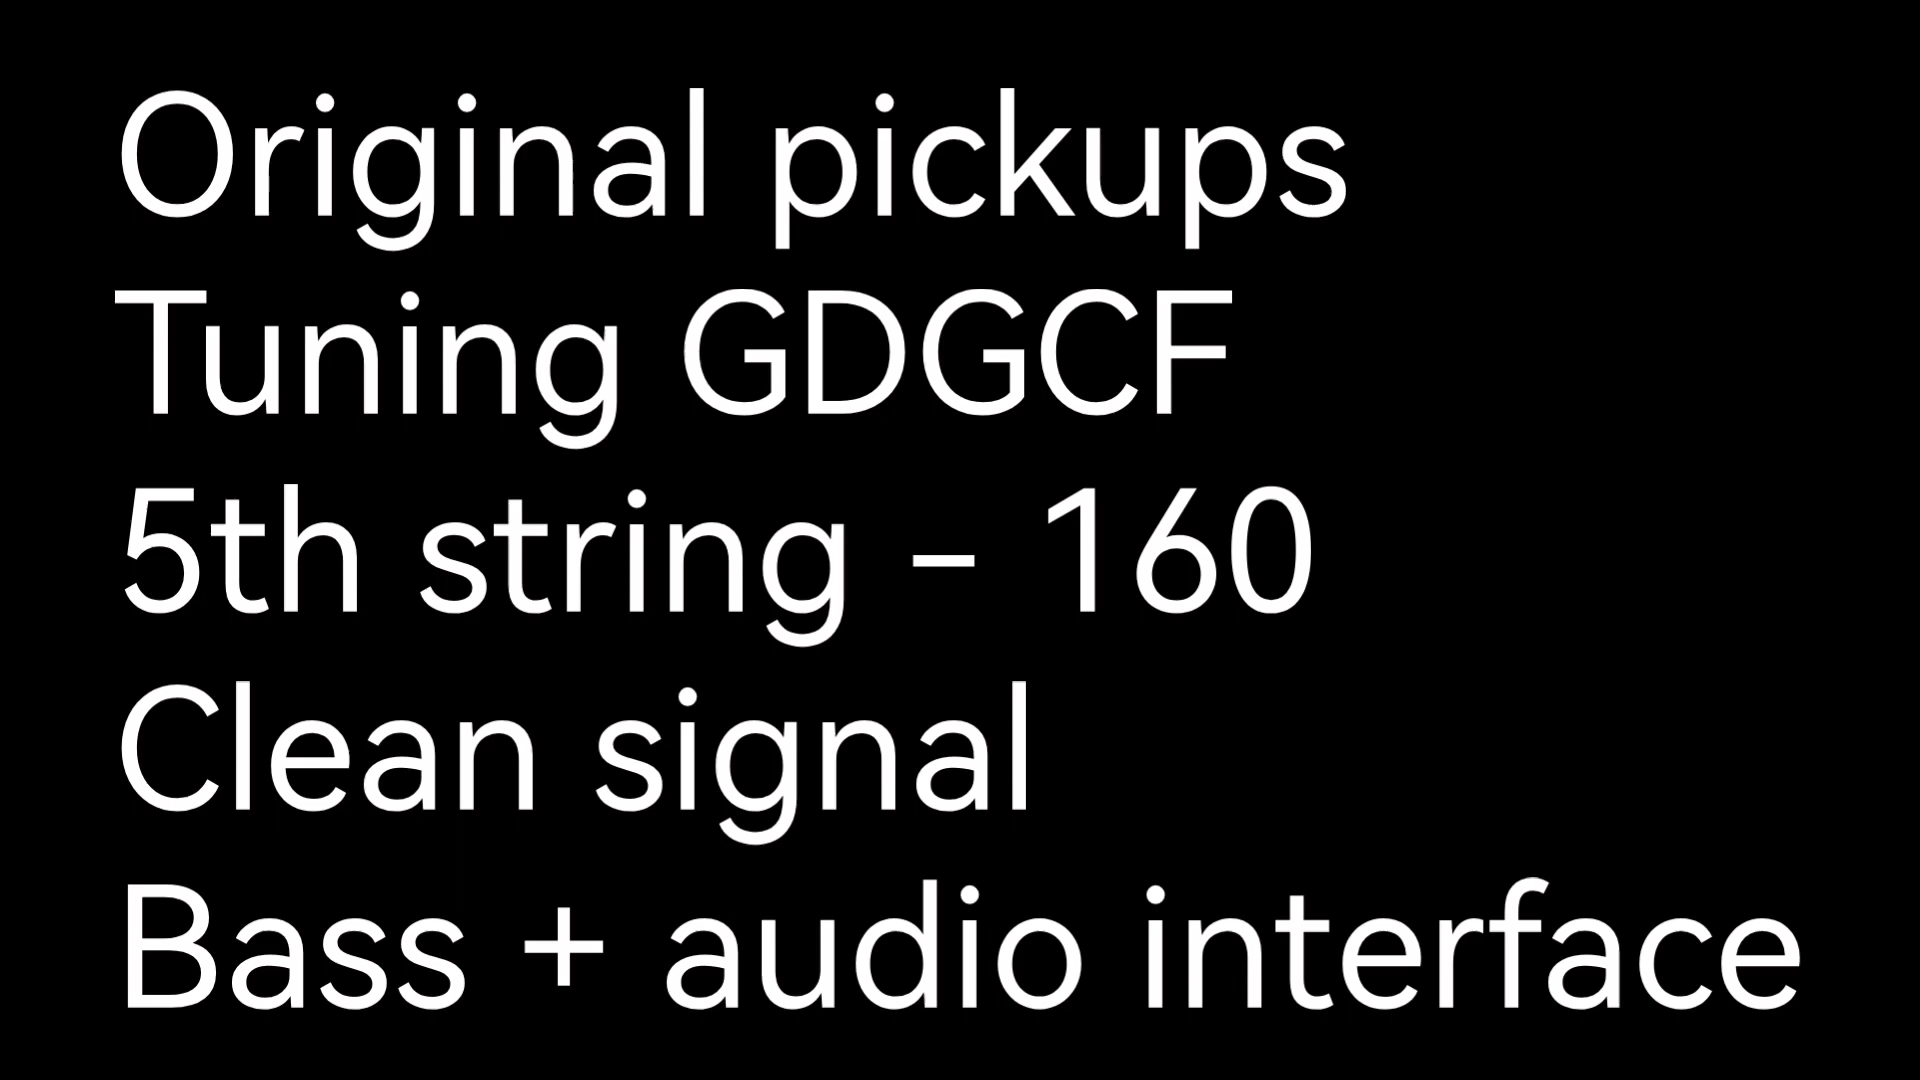 Original pickups
Tuning GDGCF
5th string - 160
Clean signal
Bass + audio interface